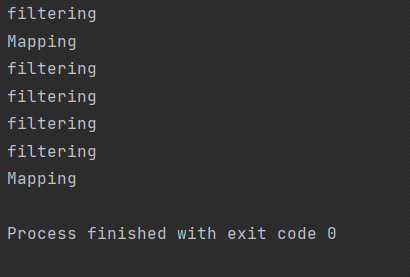 filtering
Mapping
filtering
filtering
filtering
filtering
Mapping
Process finished with exit code 0